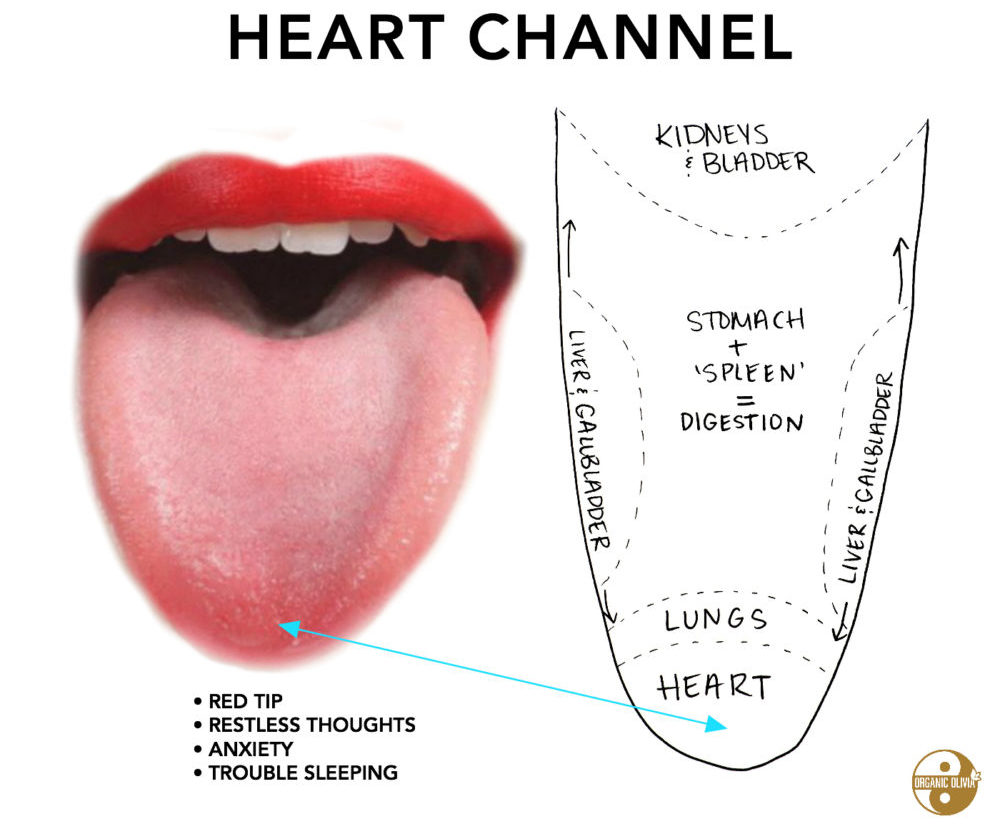 HEART CHANNEL
KIDNEYS
& BLADDER
STOMACH
+
'SPLEEN'
=
DIGESTION
LIVER & GALLBLADDER
LIVER & GALLBLADDER
LUNGS
HEART
• RED TIP
• RESTLESS THOUGHTS
• ANXIETY
• TROUBLE SLEEPING
ORGANIC OLIVIA